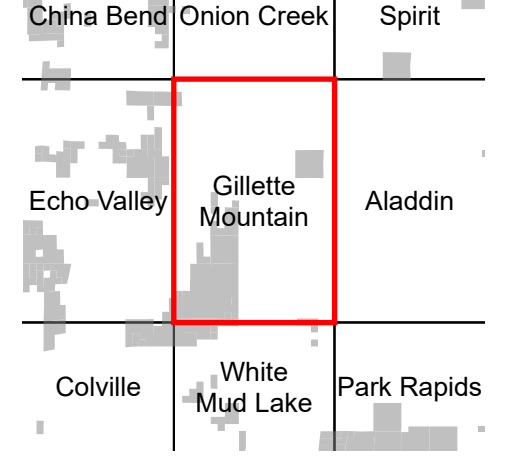 China Bend Onion Creek Spirit
Echo Valley
Gillette
Mountain
Aladdin
Colville
White
Mud Lake
Park Rapids